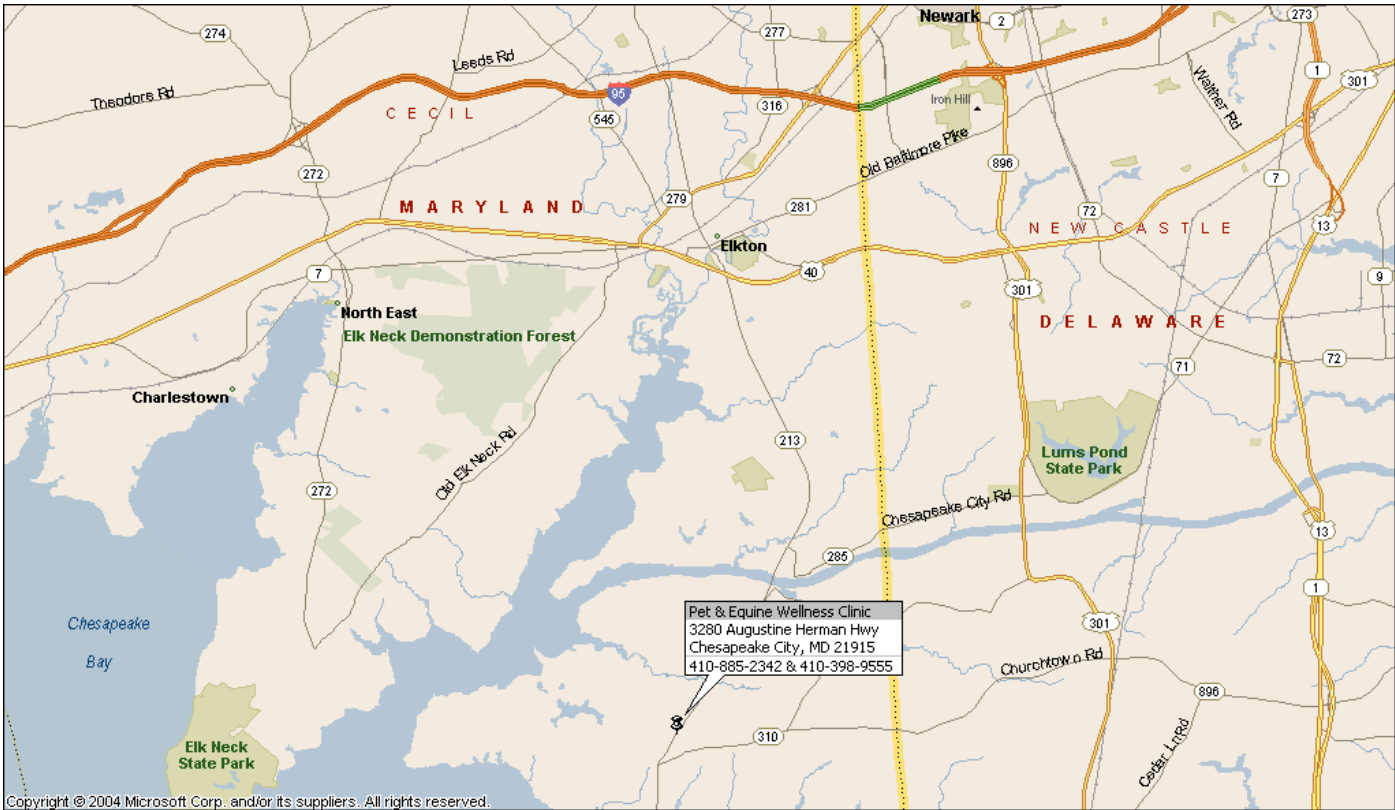 Newark
2
273
274
277
1
301
Leeds Rd
Theodore Rd
95
Walther Rd
CECIL
316
Iron Hill
545
Old Baltimore Pike
896
272
7
MARYLAND
279
281
72
NEW CASTLE
13
Elkton
7
40
9
301
North East
DELAWARE
Elk Neck Demonstration Forest
72
71
Charlestown
213
Old Elk Neck Rd
Lums Pond
State Park
272
Chesapeake City Rd
13
285
1
Pet & Equine Wellness Clinic
3280 Augustine Herman Hwy
Chesapeake City, MD 21915
410-885-2342 & 410-398-9555
Chesapeake
Bay
301
Churchtown Rd
896
310
Elk Neck
State Park
Cedar Ln Rd
Copyright © 2004 Microsoft Corp. and/or its suppliers. All rights reserved.